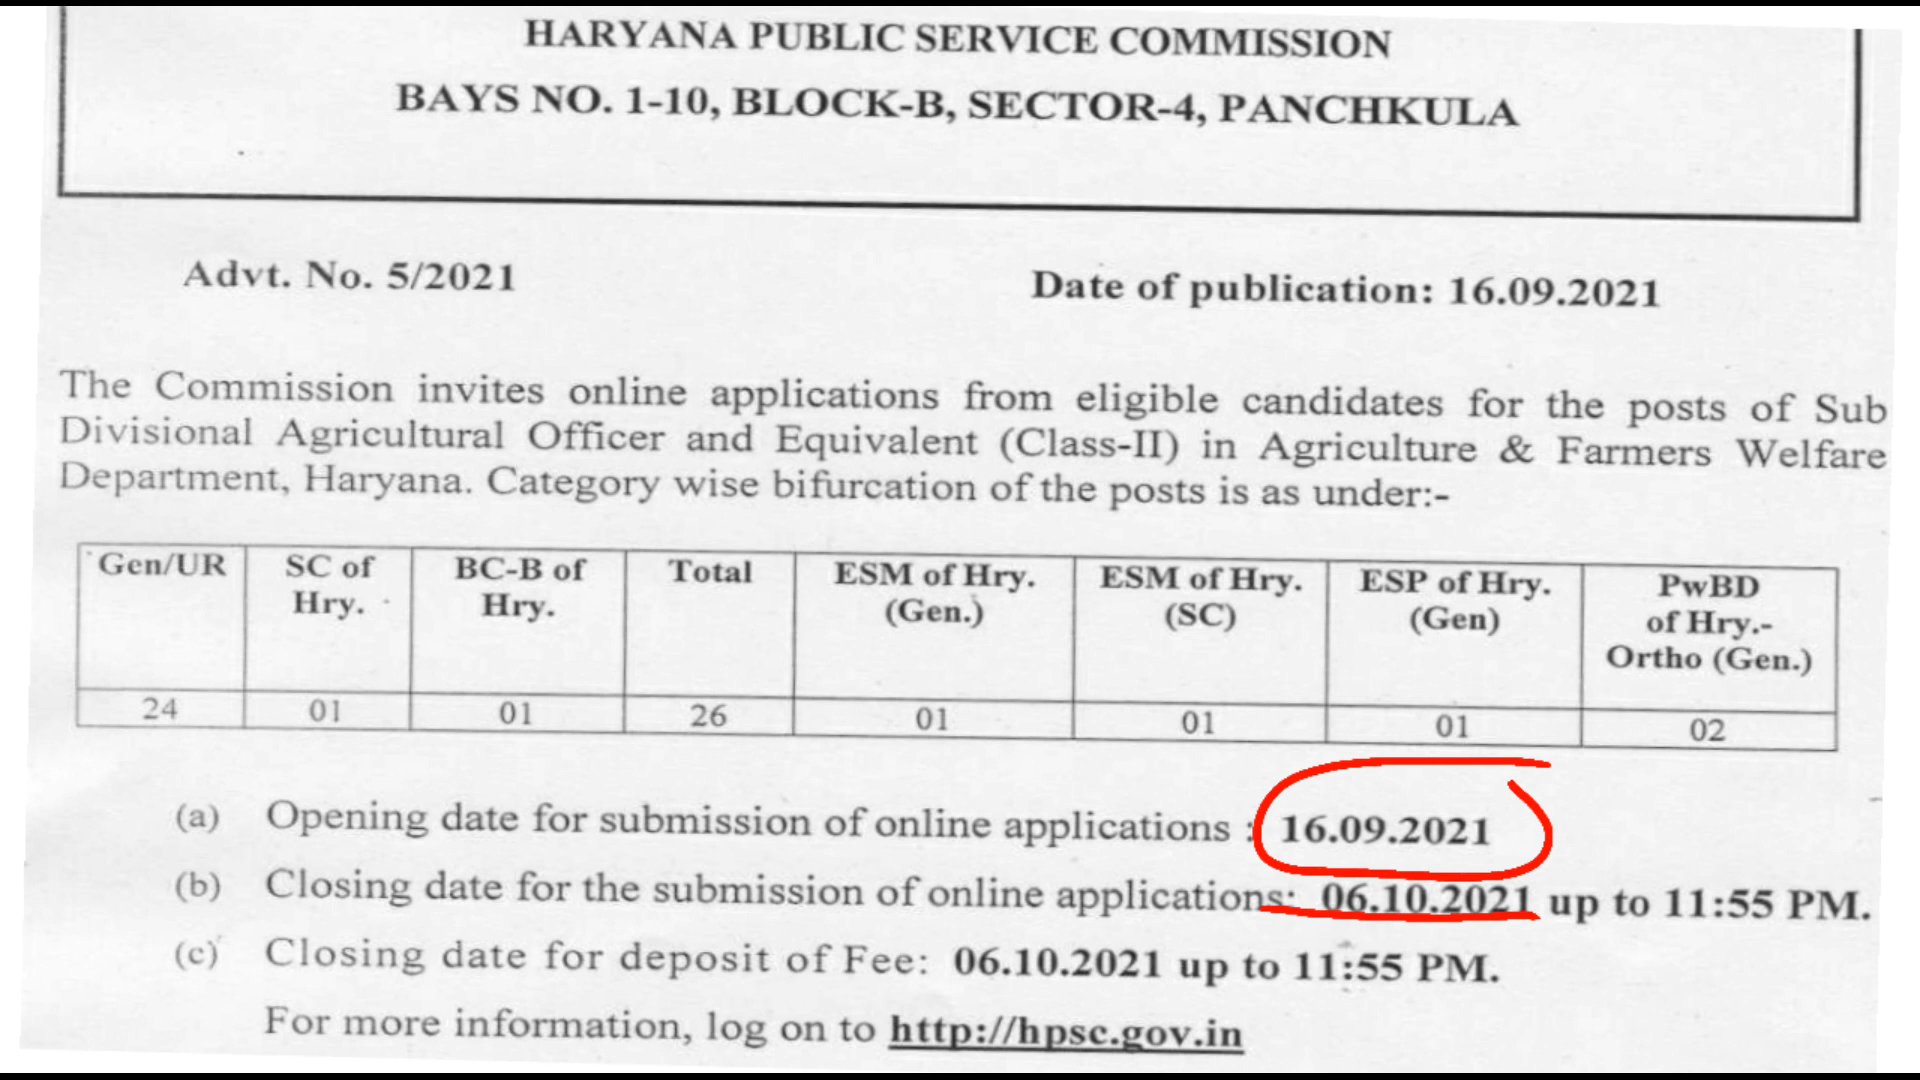 HARYANA PUBLIC SERVICE COMMISSION
BAYS NO. 1-10, BLOCK-B, SECTOR-4, PANCHKULA
Advt. No. 5/2021 Date of publication: 16.09.2021
The Commission invites online applications from eligible candidates for the posts of Sub
Divisional Agricultural Officer and Equivalent (Class-II) in Agriculture & Farmers Welfare
Department, Haryana. Category wise bifurcation of the posts is as under:-
Gen/UR SC of Hry. BC-B of Hry. Total ESM of Hry. (Gen.) ESM of Hry. (SC) ESP of Hry. (Gen) PwBD of Hry.- Ortho (Gen.)
24 01 01 26 01 01 01 02
(a) Opening date for submission of online applications : 16.09.2021
(b) Closing date for the submission of online applications: 06.10.2021 up to 11:55 PM.
(c) Closing date for deposit of Fee: 06.10.2021 up to 11:55 PM.
For more information, log on to http://hpsc.gov.in